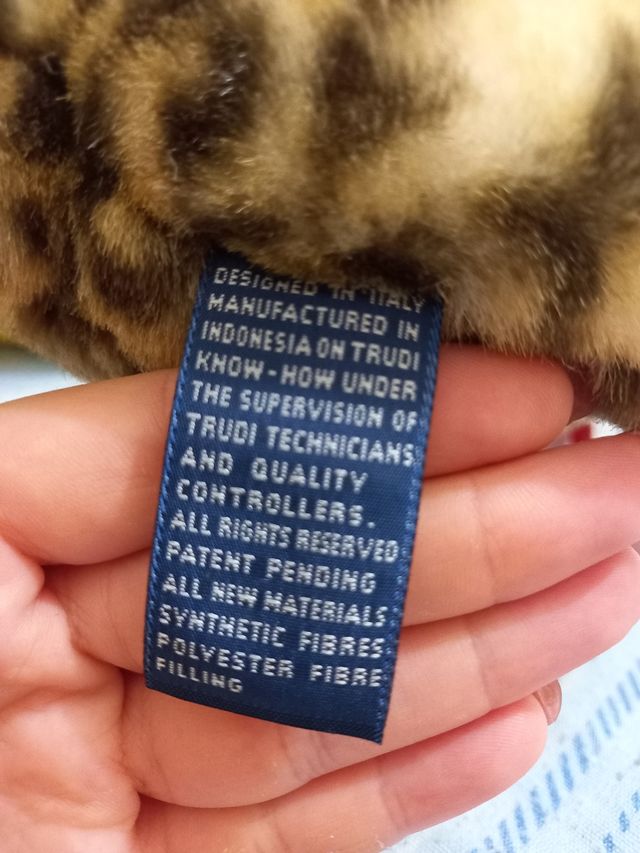 DESIGNED IN ITALY
MANUFACTURED IN
INDONESIA ON TRUDI
KNOW-HOW UNDER
THE SUPERVISION OF
TRUDI TECHNICIANS
AND QUALITY
CONTROLLERS.
ALL RIGHTS RESERVED
PATENT PENDING
ALL NEW MATERIALS
SYNTHETIC FIBRES
POLYESTER FIBRE
FILLING